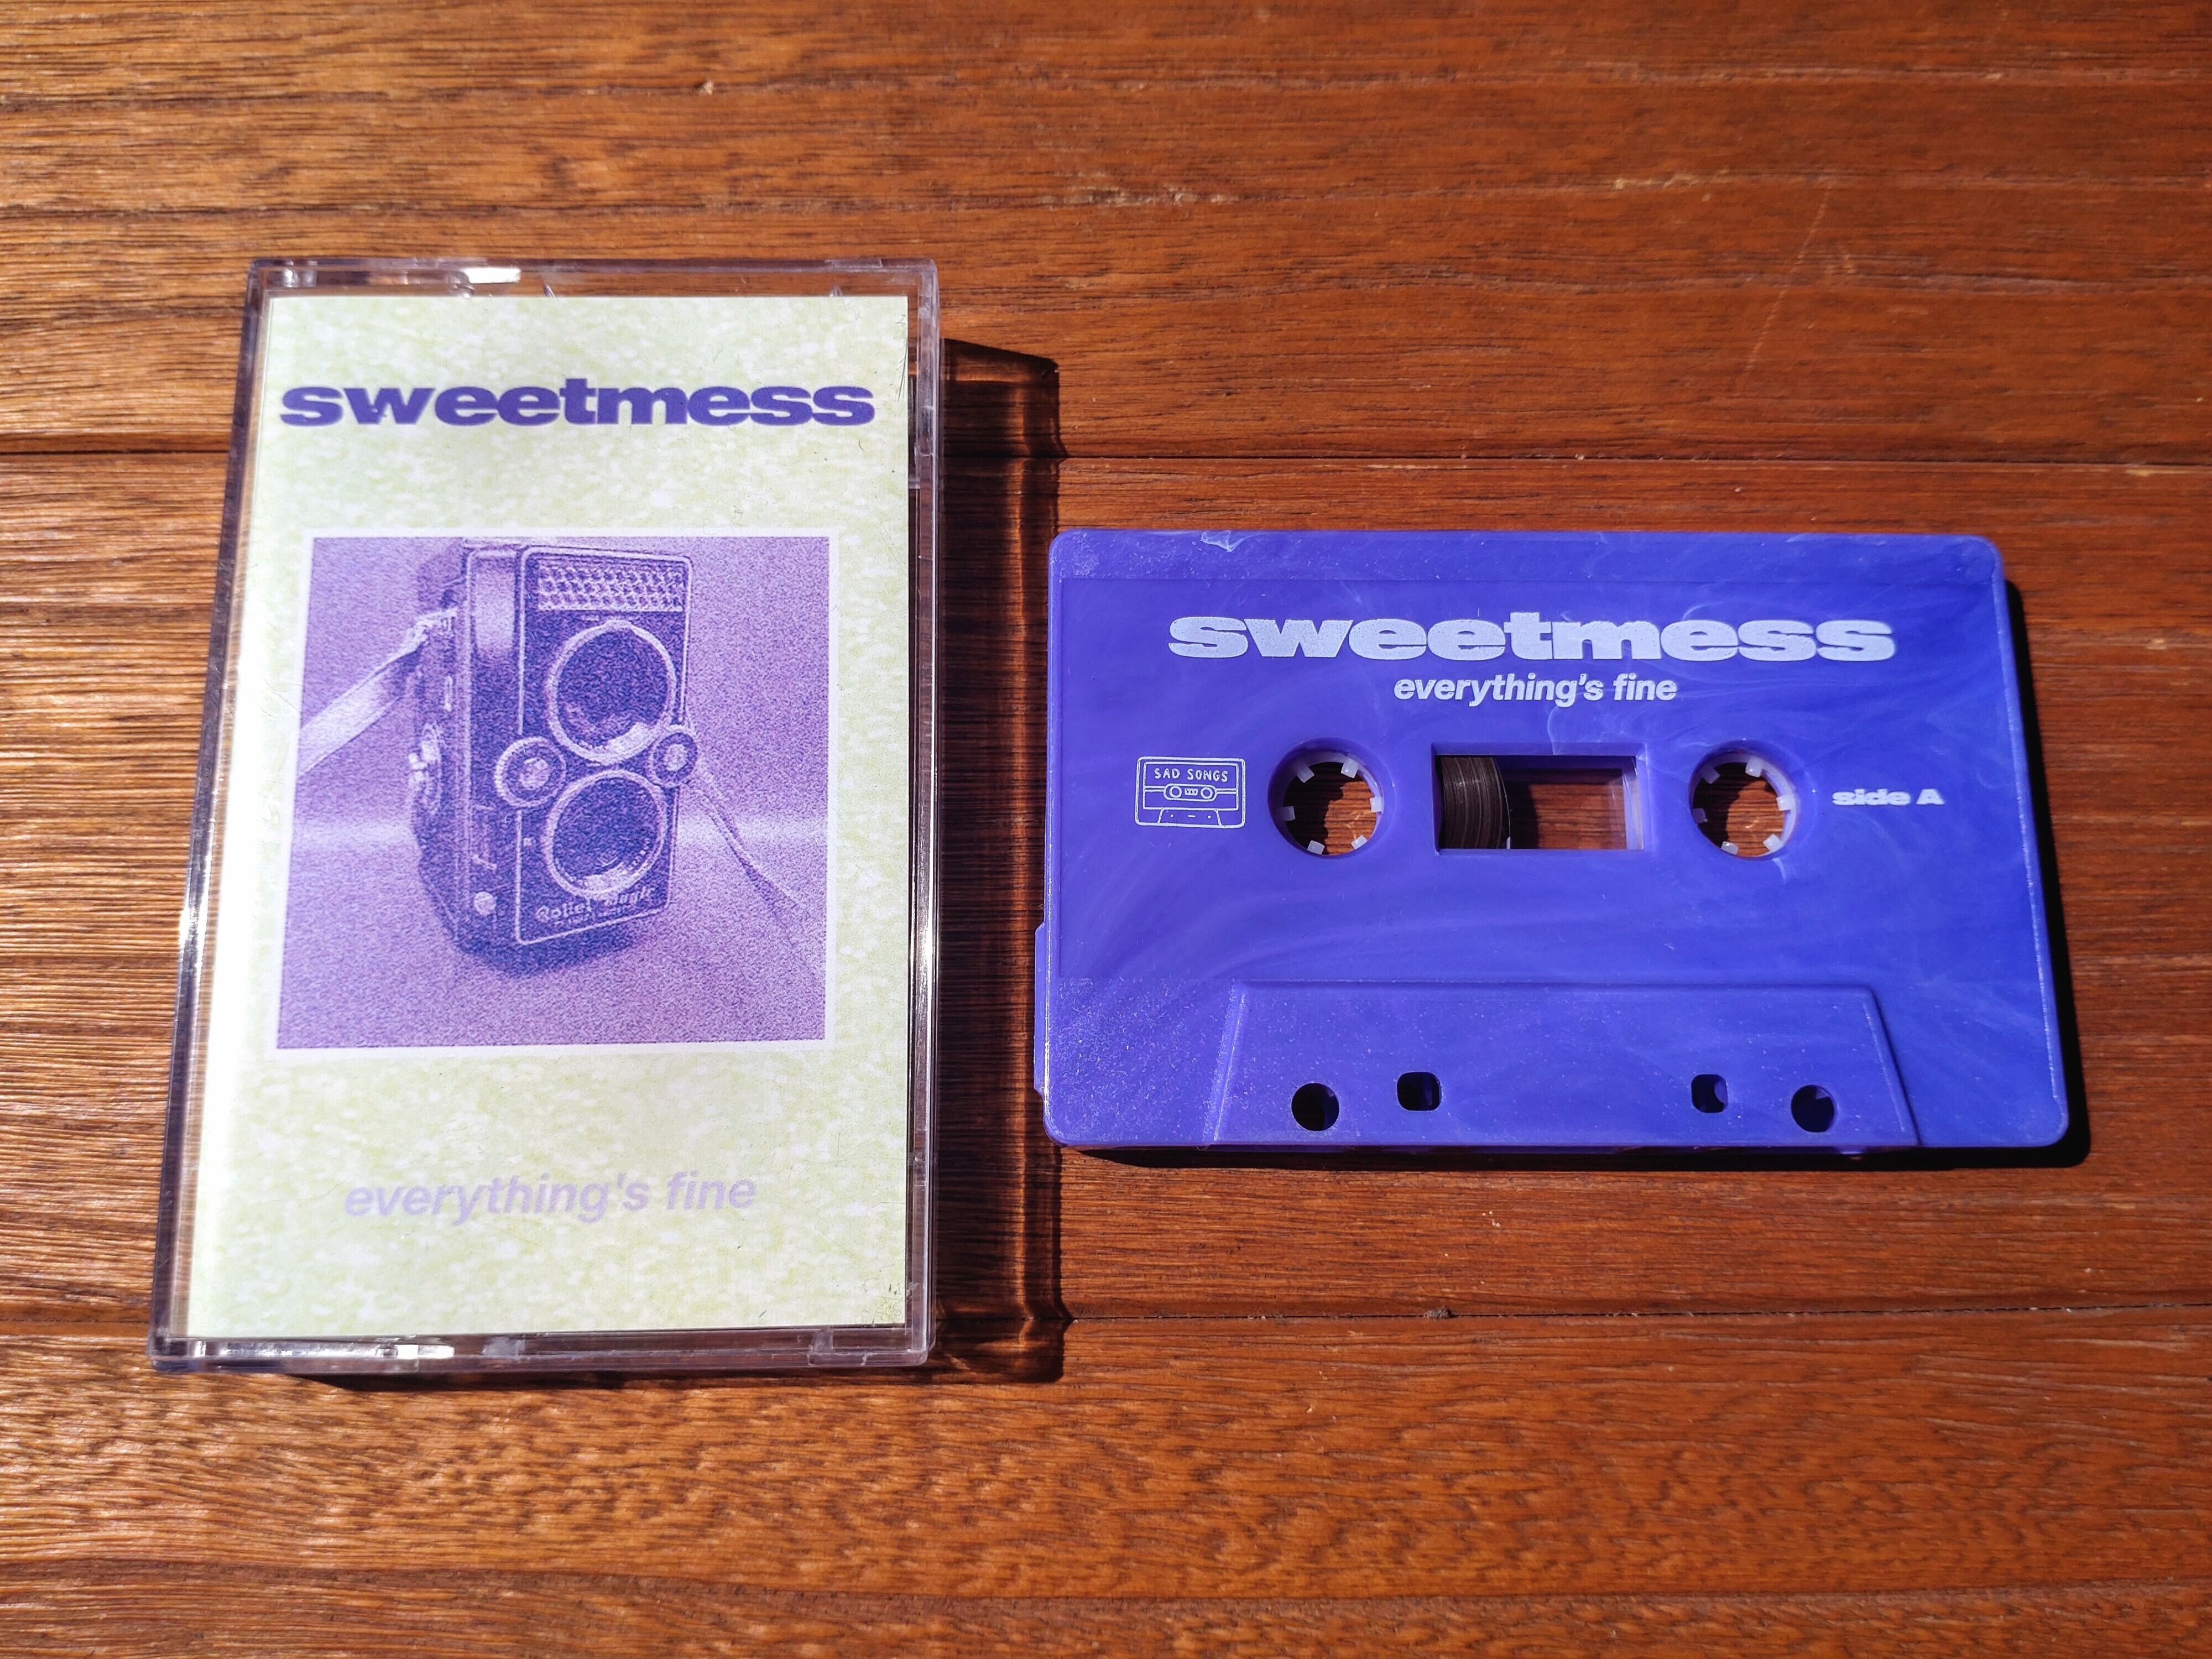 sweetmess
everything's fine
sweetmess
everything's fine
SAD SONGS
side A